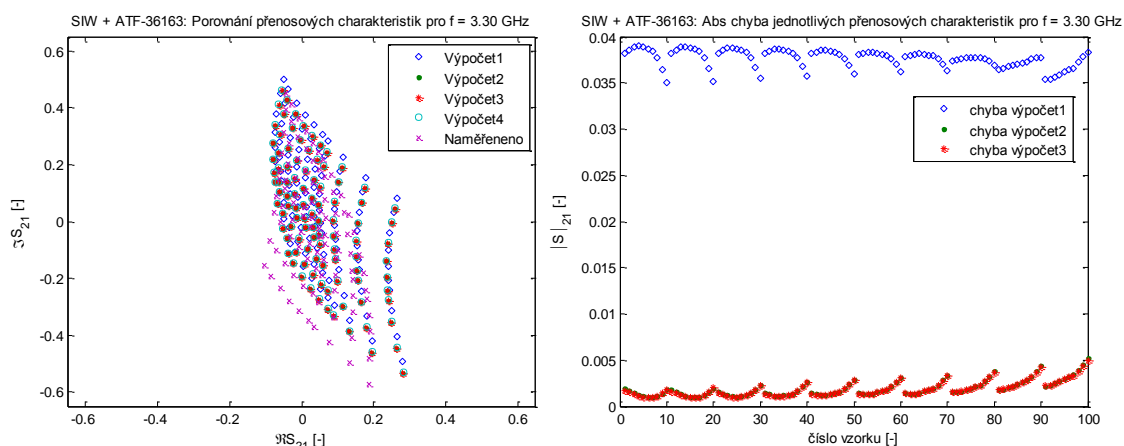 SIW + ATF-36163: Porovnání přenosových charakteristik pro f = 3.30 GHz
0.6
0.4
0.2
0
-0.2
-0.4
-0.6
ℑS21 [-]
Výpočet1
Výpočet2
Výpočet3
Výpočet4
Naměřeneno
-0.6 -0.4 -0.2 0 0.2 0.4 0.6
ℜS21 [-]
SIW + ATF-36163: Abs chyba jednotlivých přenosových charakteristik pro f = 3.30 GHz
0.04
0.035
0.03
0.025
0.02
0.015
0.01
0.005
0
|S|21 [-]
chyba výpočet1
chyba výpočet2
chyba výpočet3
0 10 20 30 40 50 60 70 80 90 100
číslo vzorku [-]